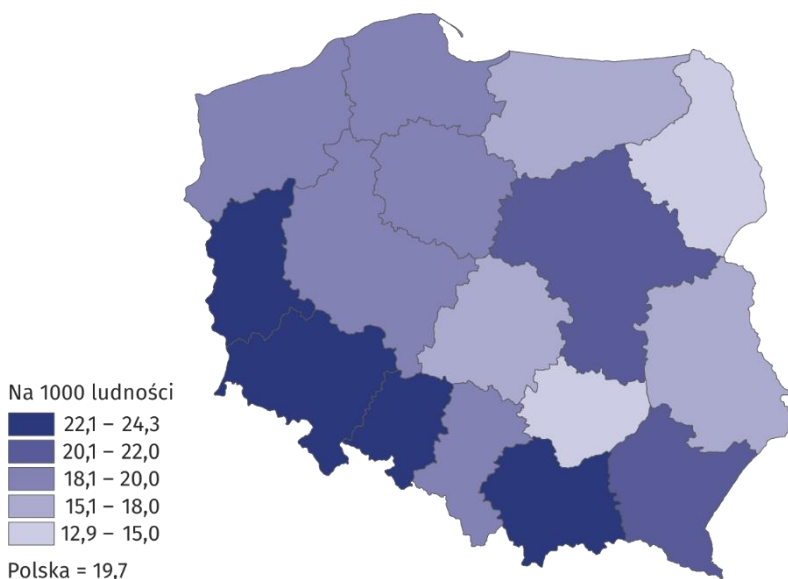 Na 1000 ludności
22,1 – 24,3
20,1 – 22,0
18,1 – 20,0
15,1 – 18,0
12,9 – 15,0
Polska = 19,7